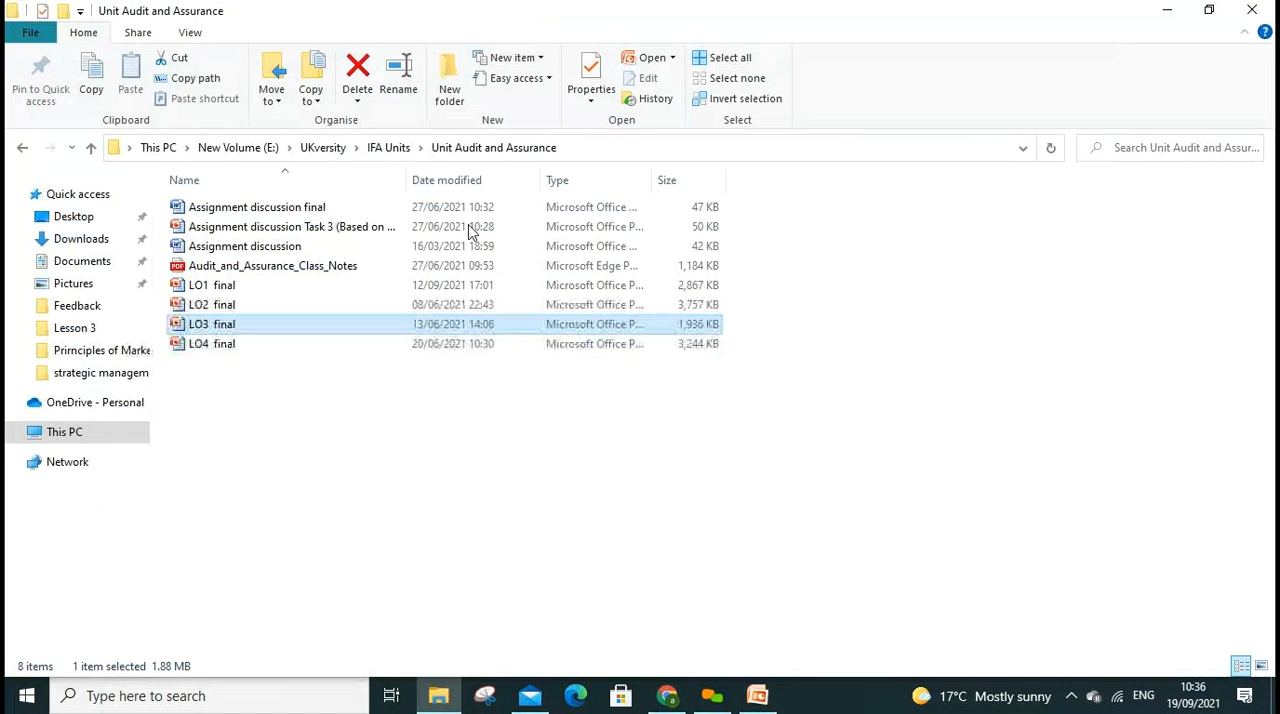 Unit Audit and Assurance
File Home Share View
Pin to Quick access
Copy
Paste
Cut
Copy path
Paste shortcut
Clipboard
Move to
Copy to
Delete
Rename
Organise
New folder
New item
Easy access
New
Properties
Open
Edit
History
Open
Select all
Select none
Invert selection
Select
This PC > New Volume (E:) > UKversity > IFA Units > Unit Audit and Assurance
Search Unit Audit and Assur...
Quick access
Desktop
Downloads
Documents
Pictures
Feedback
Lesson 3
Prirnciples of Marke
strategic managem
OneDrive - Personal
This PC
Network
Name Date modified Type Size
Assignment discussion final 27/06/2021 10:32 Microsoft Office ... 47 KB
Assignment discussion Task 3 (Based on ... 27/06/2021 10:28 Microsoft Office P... 50 KB
Assignment discussion 16/03/2021 18:59 Microsoft Office ... 42 KB
Audit_and_Assurance_Class_Notes 27/06/2021 09:53 Microsoft Edge P... 1,184 KB
LO1 final 12/09/2021 17:01 Microsoft Office P... 2,867 KB
LO2 final 08/06/2021 22:43 Microsoft Office P... 3,757 KB
LO3 final 13/06/2021 14:06 Microsoft Office P... 1,936 KB
LO4 final 20/06/2021 10:30 Microsoft Office P... 3,244 KB
8 items 1 item selected 1.88 MB
Type here to search
17°C Mostly sunny
ENG
10:36
19/09/2021